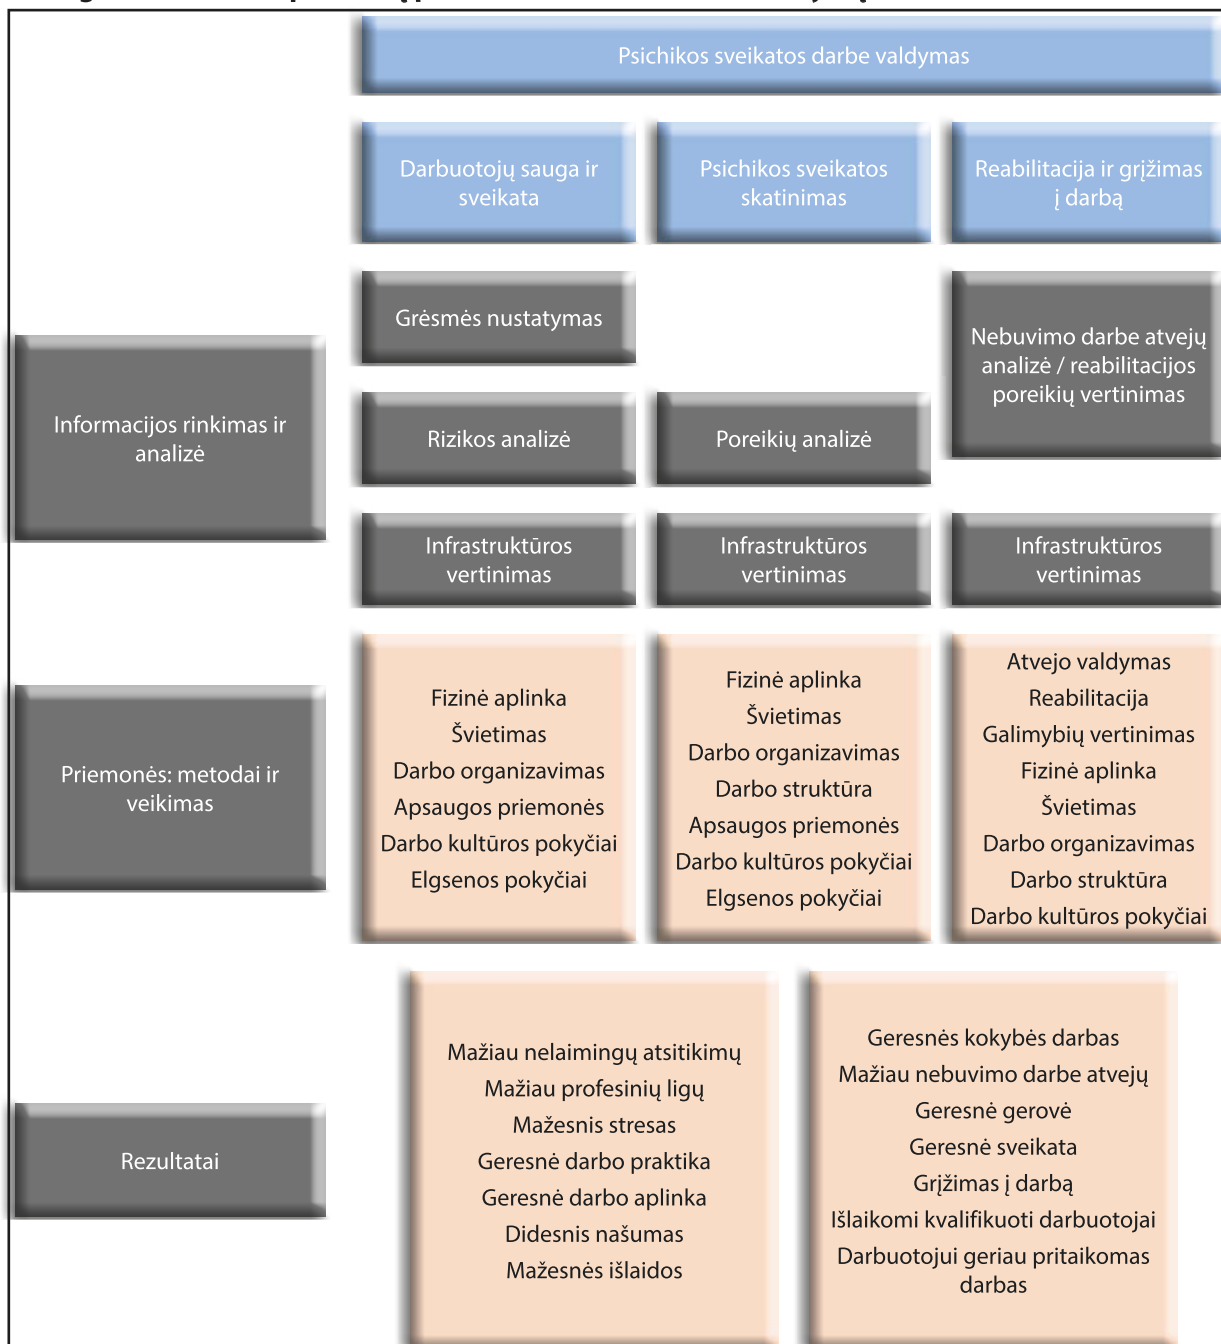 Psichikos sveikatos darbe valdymas
Darbuotojų sauga ir
sveikata
Psichikos sveikatos
skatinimas
Reabilitacija ir grįžimas
į darbą
Informacijos rinkimas ir
analizė
Grėsmės nustatymas
Nebuvimo darbe atvejų
analizė / reabilitacijos
poreikių vertinimas
Rizikos analizė
Poreikių analizė
Infrastruktūros
vertinimas
Infrastruktūros
vertinimas
Infrastruktūros
vertinimas
Priemonės: metodai ir
veikimas
Fizinė aplinka
Švietimas
Darbo organizavimas
Apsaugos priemonės
Darbo kultūros pokyčiai
Elgsenos pokyčiai
Fizinė aplinka
Švietimas
Darbo organizavimas
Darbo struktūra
Apsaugos priemonės
Darbo kultūros pokyčiai
Elgsenos pokyčiai
Atvejo valdymas
Reabilitacija
Galimybių vertinimas
Fizinė aplinka
Švietimas
Darbo organizavimas
Darbo struktūra
Darbo kultūros pokyčiai
Rezultatai
Mažiau nelaimingų atsitikimų
Mažiau profesinių ligų
Mažesnis stresas
Geresnė darbo praktika
Geresnė darbo aplinka
Didesnis našumas
Mažesnės išlaidos
Geresnės kokybės darbas
Mažiau nebuvimo darbe atvejų
Geresnė gerovė
Geresnė sveikata
Grįžimas į darbą
Išlaikomi kvalifikuoti darbuotojai
Darbuotojui geriau pritaikomas
darbas